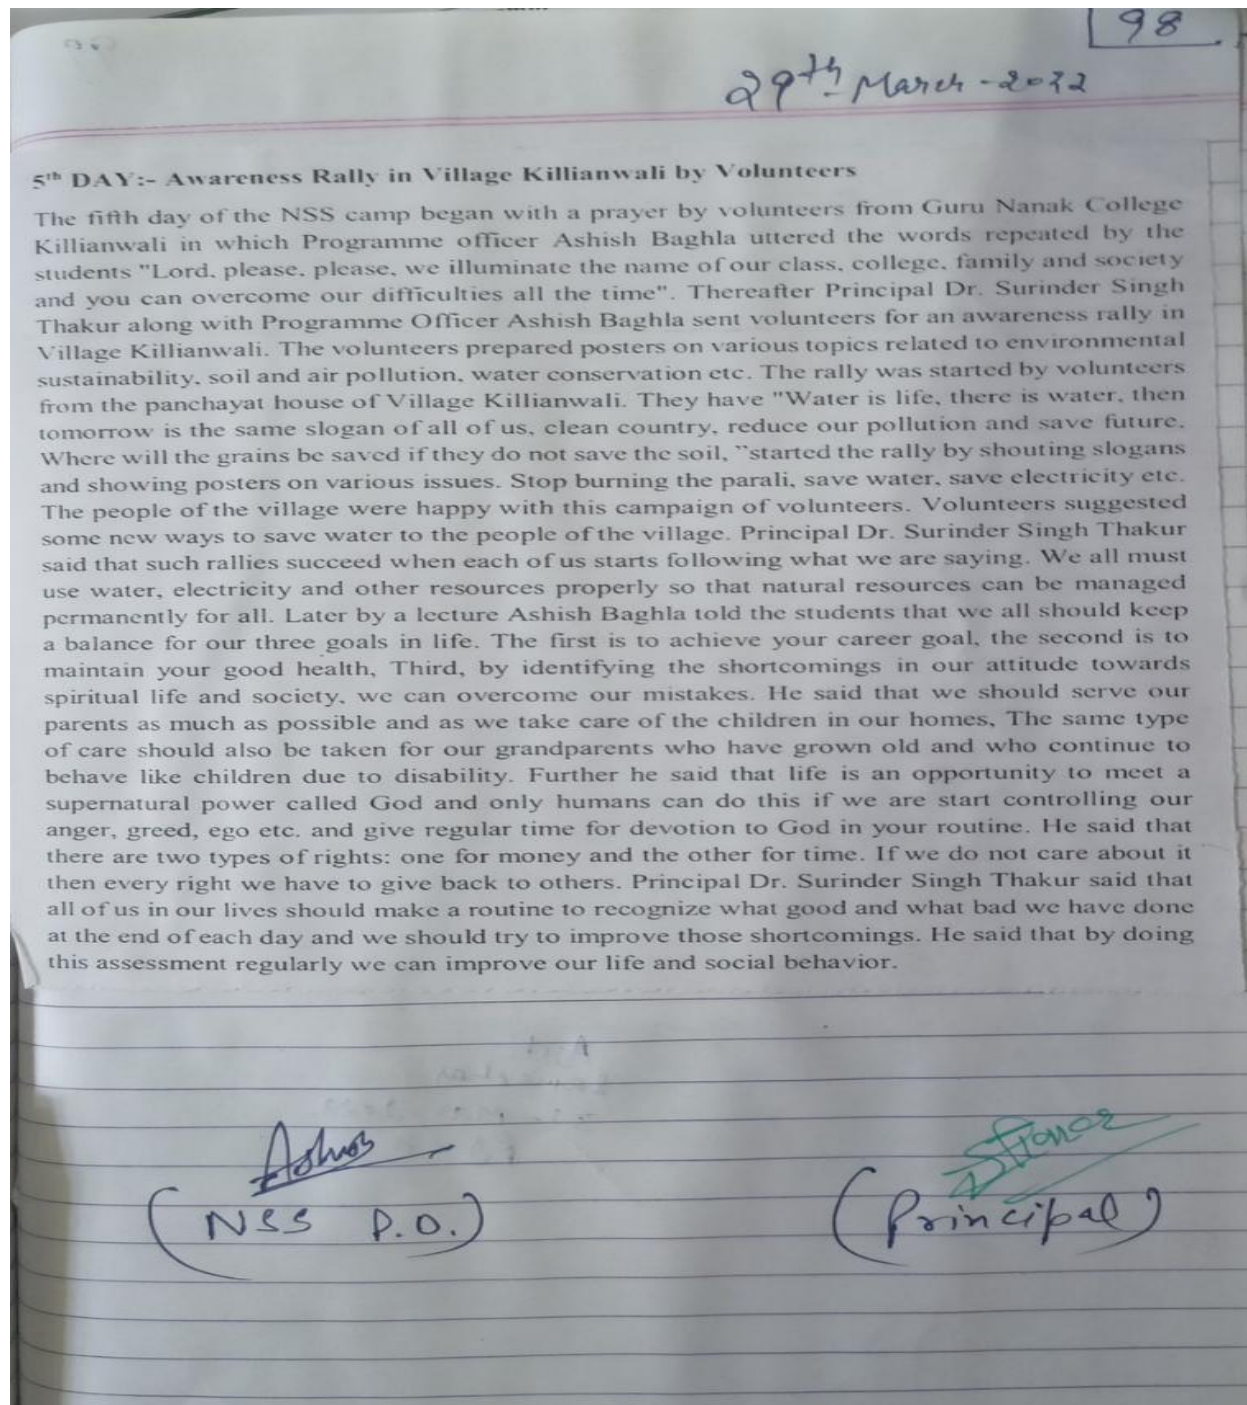 98
29th March-2022
5th DAY:- Awareness Rally in Village Killianwali by Volunteers
The fifth day of the NSS camp began with a prayer by volunteers from Guru Nanak College
Killianwali in which Programme officer Ashish Baghla uttered the words repeated by the
students "Lord, please, please, we illuminate the name of our class, college, family and society
and you can overcome our difficulties all the time". Thereafter Principal Dr. Surinder Singh
Thakur along with Programme Officer Ashish Baghla sent volunteers for an awareness rally in
Village Killianwali. The volunteers prepared posters on various topics related to environmental
sustainability, soil and air pollution, water conservation etc. The rally was started by volunteers
from the panchayat house of Village Killianwali. They have "Water is life, there is water, then
tomorrow is the same slogan of all of us, clean country, reduce our pollution and save future.
Where will the grains be saved if they do not save the soil, "started the rally by shouting slogans
and showing posters on various issues. Stop burning the parali, save water, save electricity etc.
The people of the village were happy with this campaign of volunteers. Volunteers suggested
some new ways to save water to the people of the village. Principal Dr. Surinder Singh Thakur
said that such rallies succeed when each of us starts following what we are saying. We all must
use water, electricity and other resources properly so that natural resources can be managed
permanently for all. Later by a lecture Ashish Baghla told the students that we all should keep
a balance for our three goals in life. The first is to achieve your career goal, the second is to
maintain your good health, Third, by identifying the shortcomings in our attitude towards
spiritual life and society, we can overcome our mistakes. He said that we should serve our
parents as much as possible and as we take care of the children in our homes, The same type
of care should also be taken for our grandparents who have grown old and who continue to
behave like children due to disability. Further he said that life is an opportunity to meet a
supernatural power called God and only humans can do this if we are start controlling our
anger, greed, ego etc. and give regular time for devotion to God in your routine. He said that
there are two types of rights: one for money and the other for time. If we do not care about it
then every right we have to give back to others. Principal Dr. Surinder Singh Thakur said that
all of us in our lives should make a routine to recognize what good and what bad we have done
at the end of each day and we should try to improve those shortcomings. He said that by doing
this assessment regularly we can improve our life and social behavior.
(NSS P.O.)
(Principal)